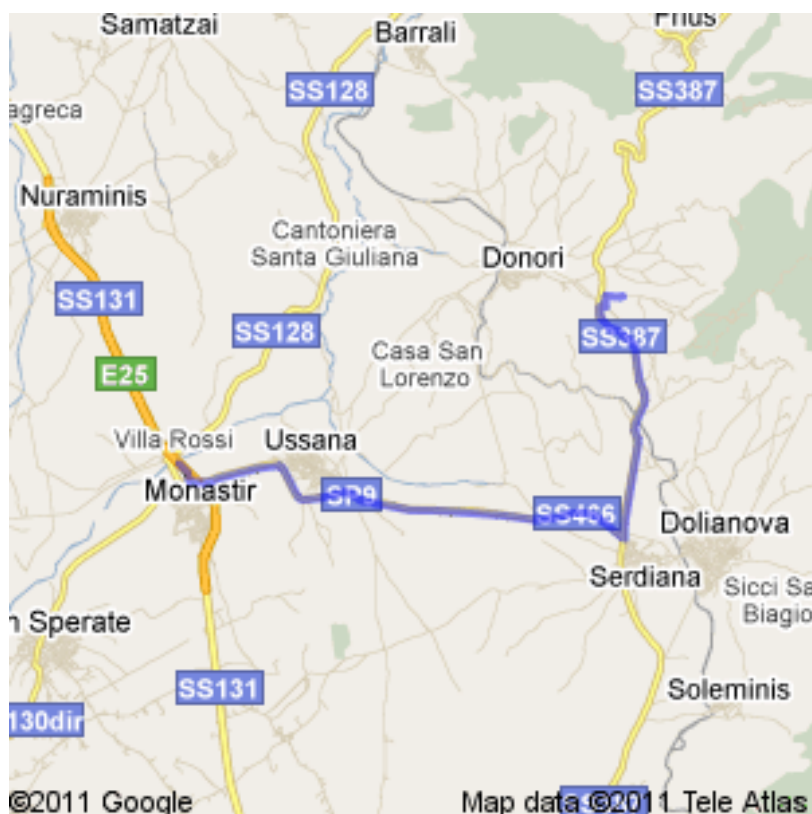 Samatzai
Barrali
SS128
SS387
agreca
Nuraminis
Cantoniera
Santa Giuliana
Donori
SS131
SS128
SS387
Casa San
Lorenzo
E25
Villa Rossi
Ussana
Monastir
SP9
SS466
Dolianova
Serdiana
Sicci Sa
Biagio
n Sperate
SS131
Soleminis
130dir
©2011 Google
Map data ©2011 Tele Atlas